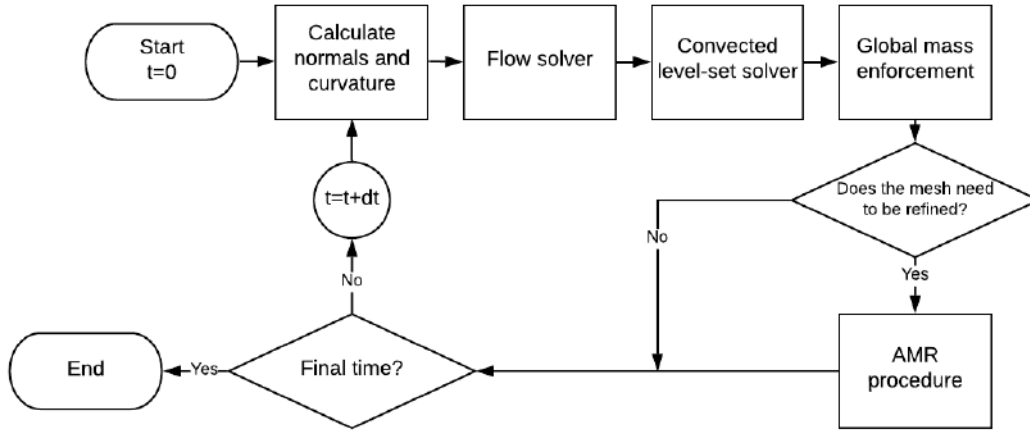 Start
t=0
Calculate
normals and
curvature
Flow solver
Convected
level-set solver
Global mass
enforcement
Does the mesh need
to be refined?
No
Yes
AMR
procedure
Final time?
No
t=t+dt
Yes
End